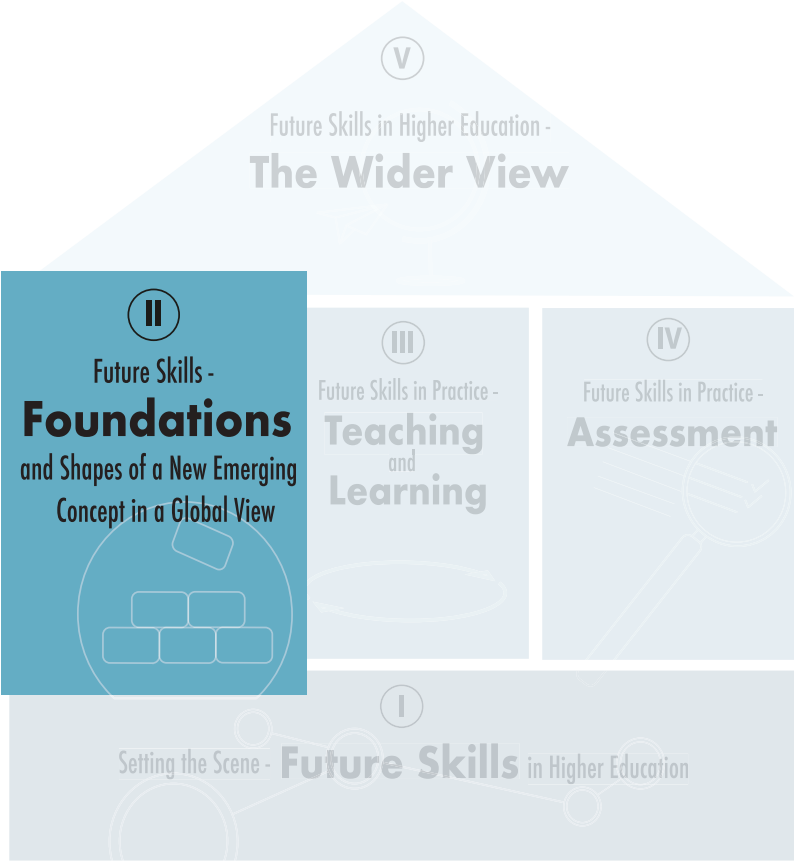 V
Future Skills in Higher Education -
The Wider View
II
Future Skills -
Foundations
and Shapes of a New Emerging
Concept in a Global View
III
Future Skills in Practice -
Teaching
and
Learning
IV
Future Skills in Practice -
Assessment
I
Setting the Scene - Future Skills in Higher Education